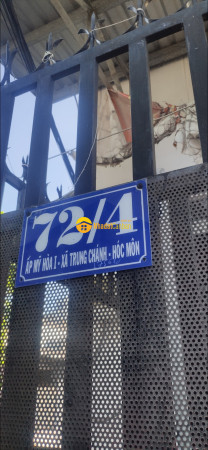 72/4
ẤP MỸ HÒA 1 - XÃ TRUNG CHÁNH - HÓC MÔN